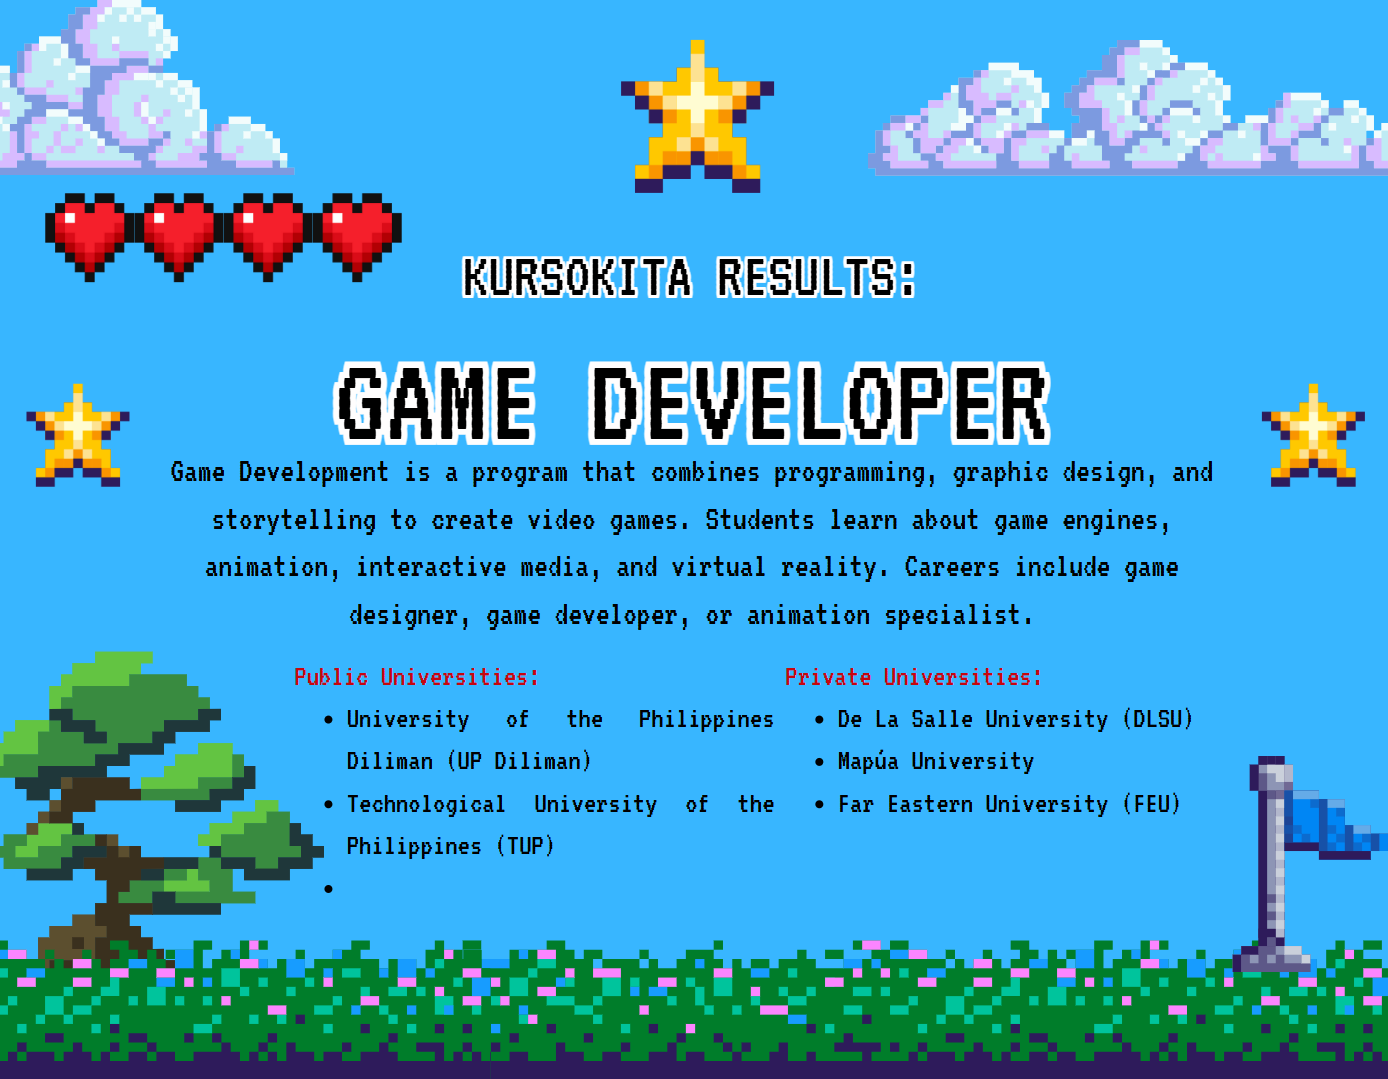 KURSOKITA RESULTS:
GAME DEVELOPER
Game Development is a program that combines programming, graphic design, and
storytelling to create video games. Students learn about game engines,
animation, interactive media, and virtual reality. Careers include game
designer, game developer, or animation specialist.
Public Universities:
• University of the Philippines
Diliman (UP Diliman)
• Technological University of the
Philippines (TUP)
•
Private Universities:
• De La Salle University (DLSU)
• Mapúa University
• Far Eastern University (FEU)